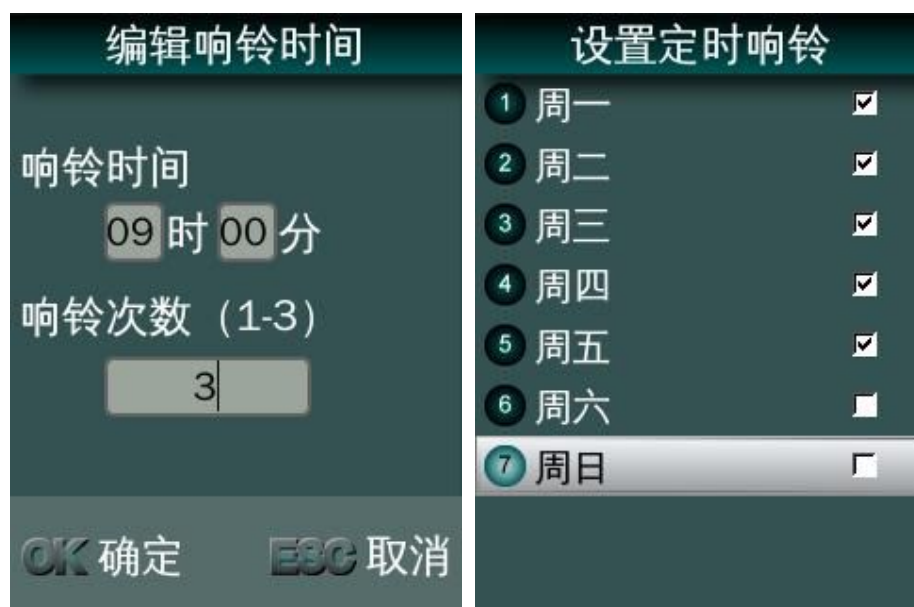 编辑响铃时间
响铃时间
09 时 00 分
响铃次数（1-3）
3
OK 确定 ESC 取消
设置定时响铃
1 周一
2 周二
3 周三
4 周四
5 周五
6 周六
7 周日